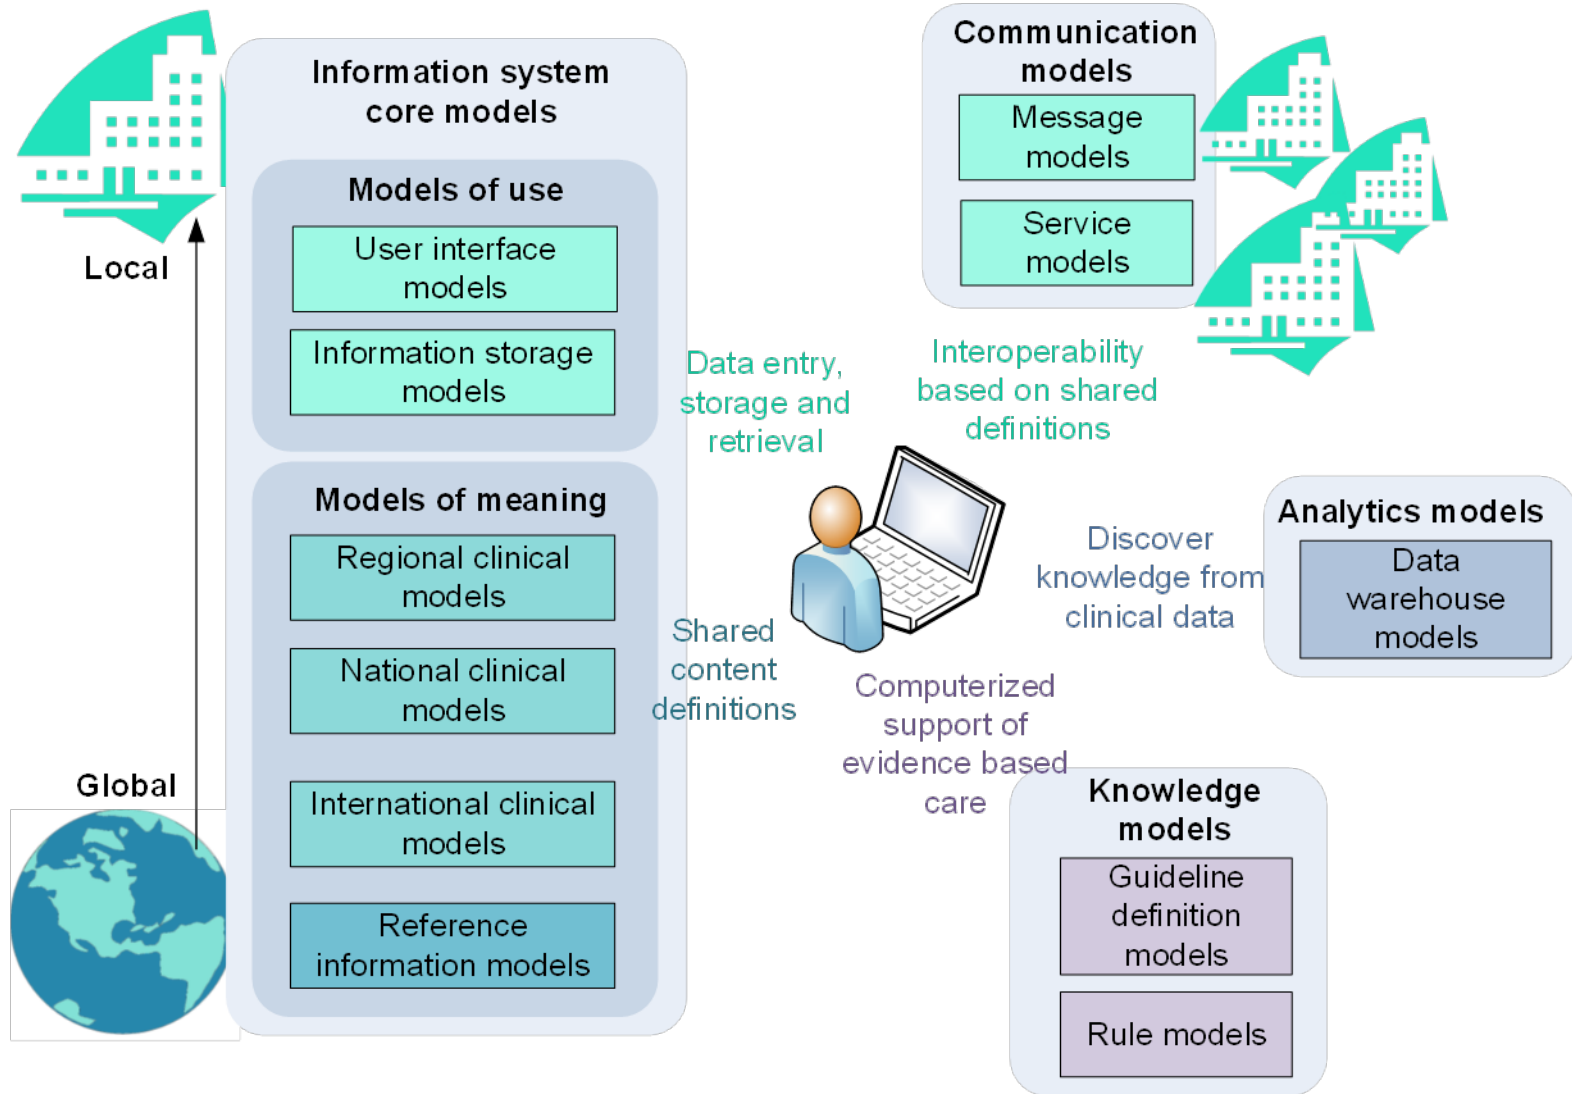 Information system
core models
Models of use
User interface
models
Information storage
models
Local
Models of meaning
Regional clinical
models
National clinical
models
International clinical
models
Reference
information models
Global
Data entry,
storage and
retrieval
Shared
content
definitions
Communication
models
Message
models
Service
models
Interoperability
based on shared
definitions
Discover
knowledge from
clinical data
Analytics models
Data
warehouse
models
Computerized
support of
evidence based
care
Knowledge
models
Guideline
definition
models
Rule models